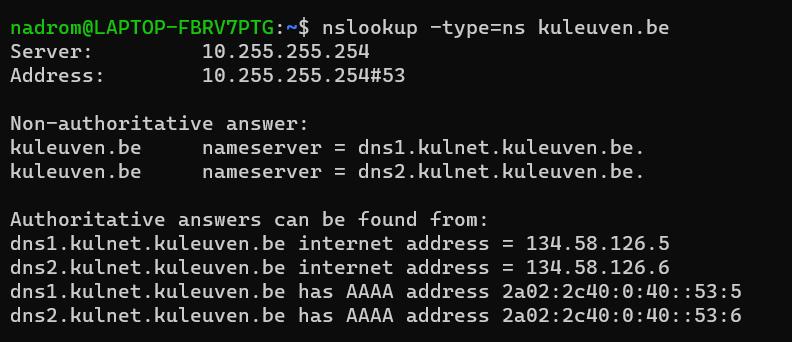 nadrom@LAPTOP-FBRV7PTG:~$ nslookup -type=ns kuleuven.be
Server:         10.255.255.254
Address:        10.255.255.254#53

Non-authoritative answer:
kuleuven.be     nameserver = dns1.kulnet.kuleuven.be.
kuleuven.be     nameserver = dns2.kulnet.kuleuven.be.

Authoritative answers can be found from:
dns1.kulnet.kuleuven.be internet address = 134.58.126.5
dns2.kulnet.kuleuven.be internet address = 134.58.126.6
dns1.kulnet.kuleuven.be has AAAA address 2a02:2c40:0:40::53:5
dns2.kulnet.kuleuven.be has AAAA address 2a02:2c40:0:40::53:6